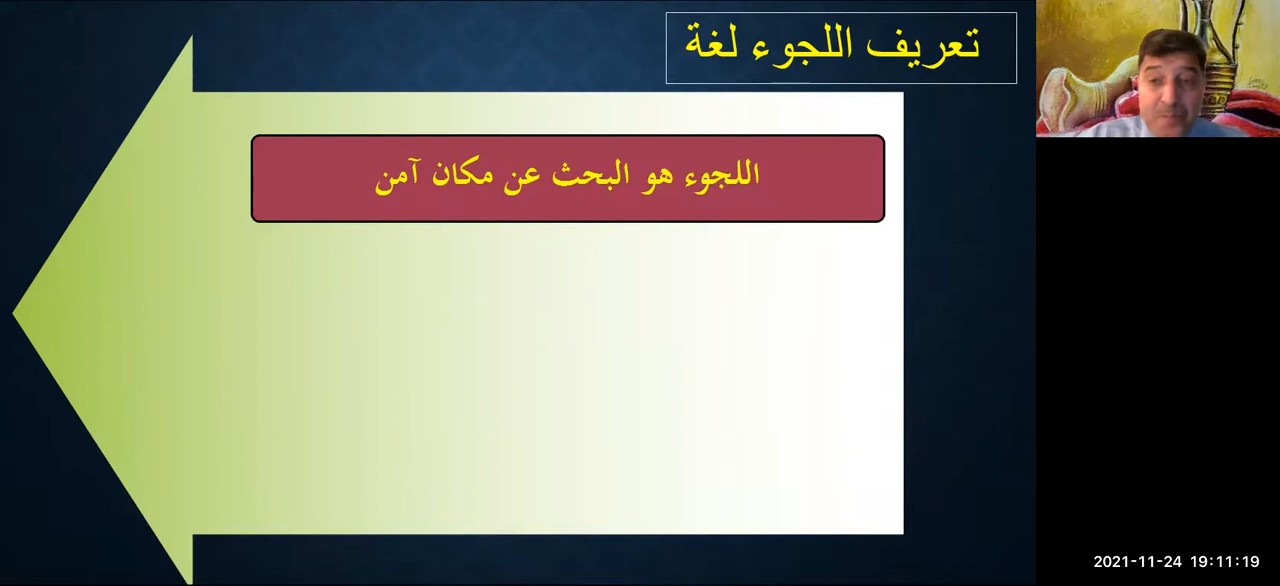 تعريف اللجوء لغة
اللجوء هو البحث عن مكان آمن
2021-11-24 19:11:19